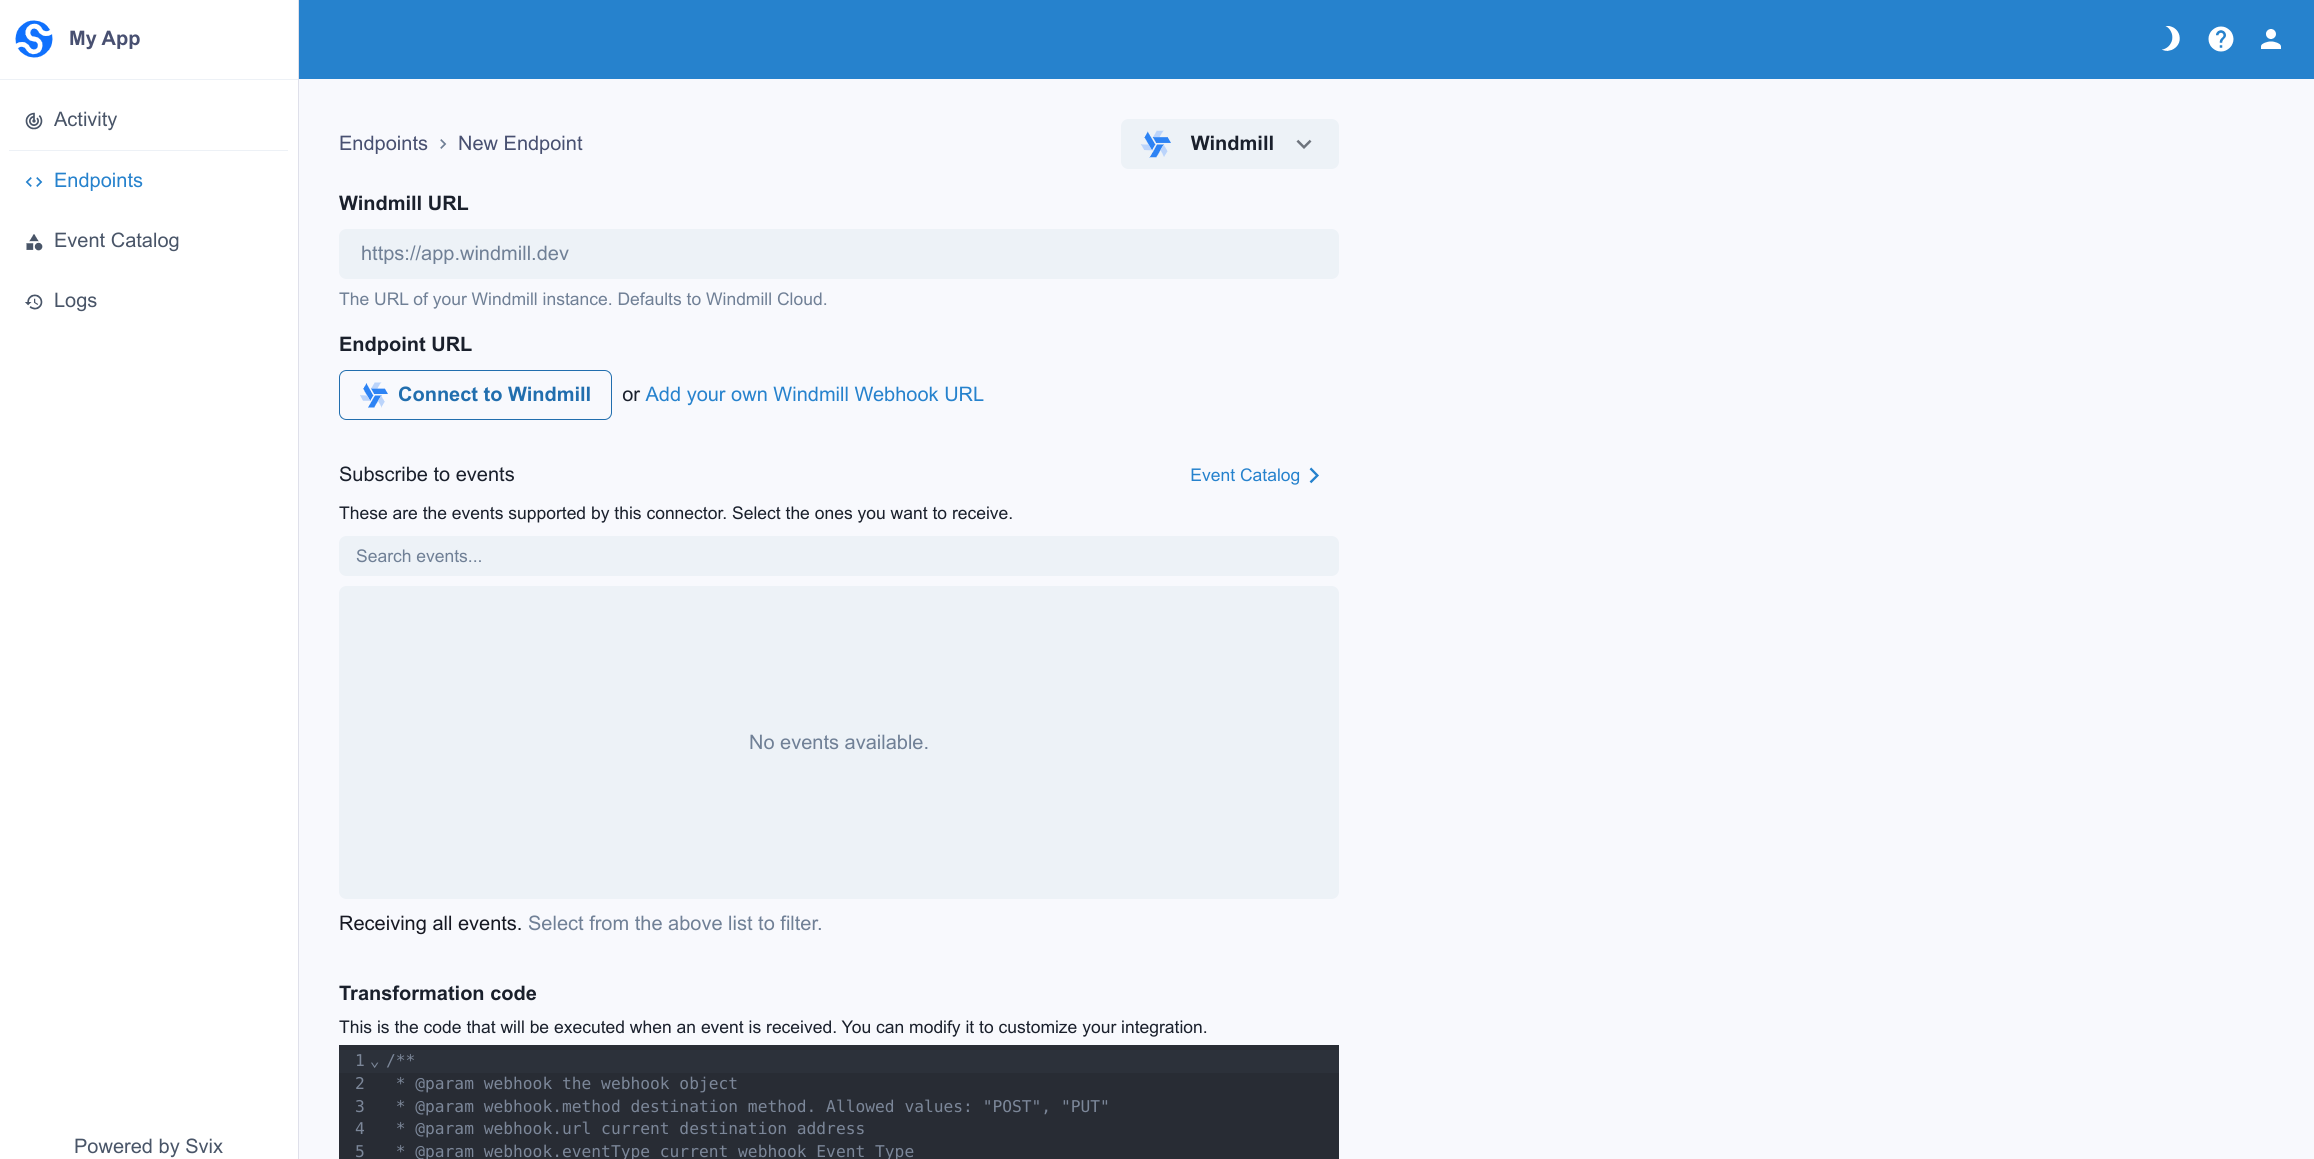 My App
Activity
Endpoints
Event Catalog
Logs
Powered by Svix
Endpoints › New Endpoint
Windmill
Windmill URL
https://app.windmill.dev
The URL of your Windmill instance. Defaults to Windmill Cloud.
Endpoint URL
Connect to Windmill or Add your own Windmill Webhook URL
Subscribe to events
Event Catalog
These are the events supported by this connector. Select the ones you want to receive.
Search events...
No events available.
Receiving all events. Select from the above list to filter.
Transformation code
This is the code that will be executed when an event is received. You can modify it to customize your integration.
1 /**
2 * @param webhook the webhook object
3 * @param webhook.method destination method. Allowed values: "POST", "PUT"
4 * @param webhook.url current destination address
5 * @param webhook.eventType current webhook Event Type